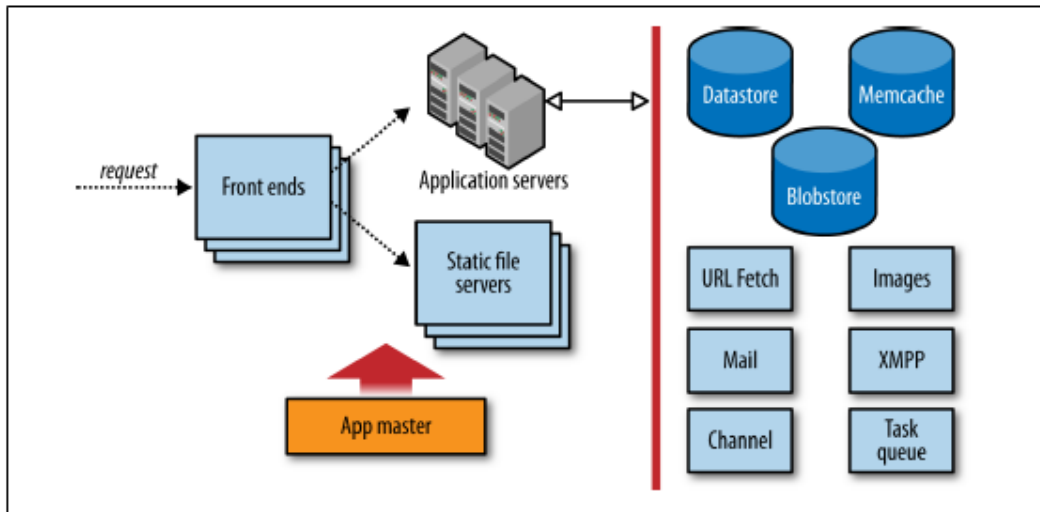 request
Front ends
Application servers
Static file
servers
App master
Datastore
Memcache
Blobstore
URL Fetch
Images
Mail
XMPP
Channel
Task
queue